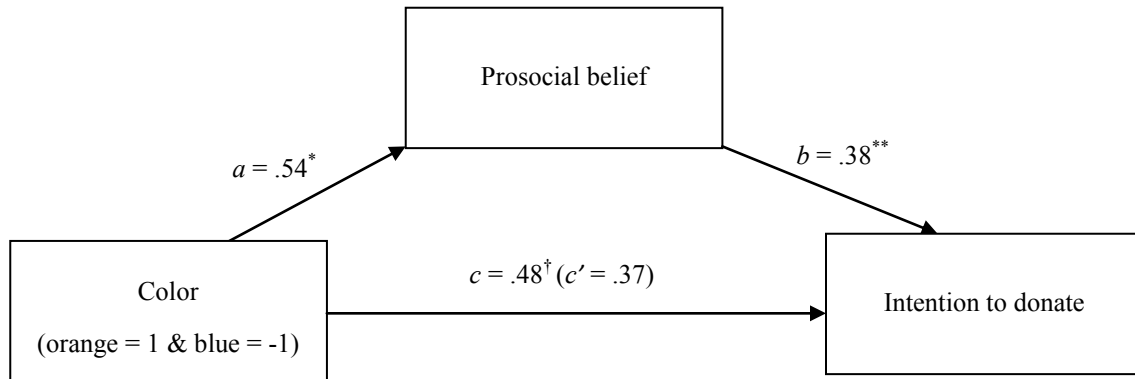 Prosocial belief
a = .54*
b = .38**
c = .48† (c′ = .37)
Color
(orange = 1 & blue = -1)
Intention to donate